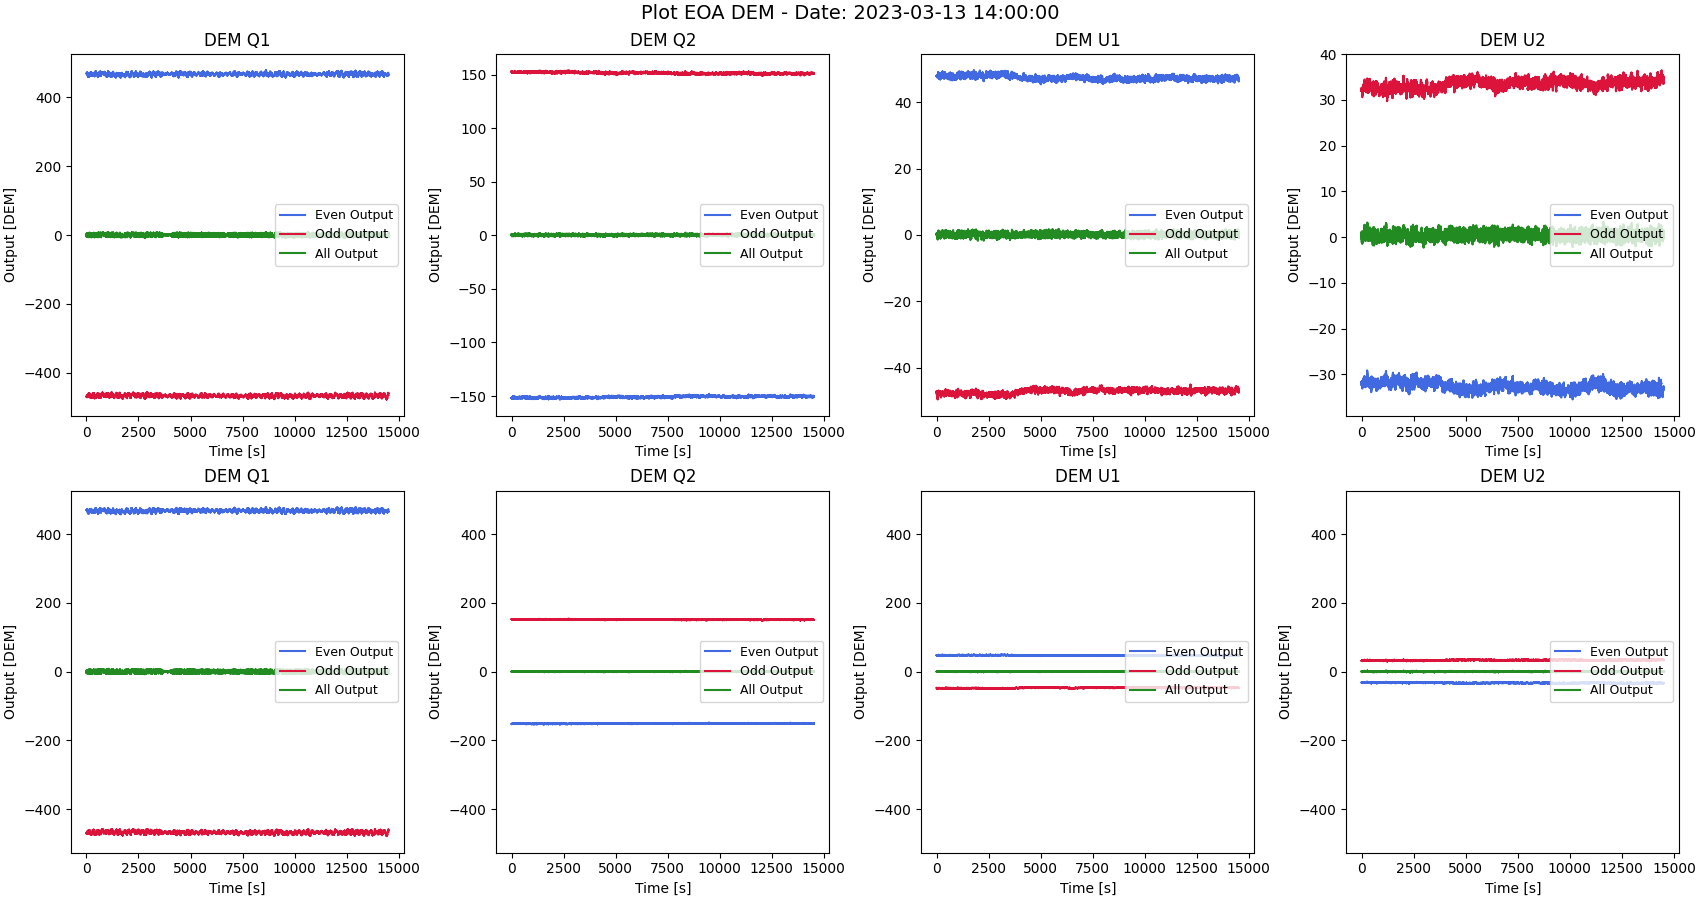 Plot EOA DEM - Date: 2023-03-13 14:00:00
DEM Q1
Output [DEM]
400
200
0
−200
−400
Even Output
Odd Output
All Output
0 2500 5000 7500 10000 12500 15000
Time [s]
DEM Q2
Output [DEM]
150
100
50
0
−50
−100
−150
Even Output
Odd Output
All Output
0 2500 5000 7500 10000 12500 15000
Time [s]
DEM U1
Output [DEM]
40
20
0
−20
−40
Even Output
Odd Output
All Output
0 2500 5000 7500 10000 12500 15000
Time [s]
DEM U2
Output [DEM]
40
30
20
10
0
−10
−20
−30
Even Output
Odd Output
All Output
0 2500 5000 7500 10000 12500 15000
Time [s]
DEM Q1
Output [DEM]
400
200
0
−200
−400
Even Output
Odd Output
All Output
0 2500 5000 7500 10000 12500 15000
Time [s]
DEM Q2
Output [DEM]
400
200
0
−200
−400
Even Output
Odd Output
All Output
0 2500 5000 7500 10000 12500 15000
Time [s]
DEM U1
Output [DEM]
400
200
0
−200
−400
Even Output
Odd Output
All Output
0 2500 5000 7500 10000 12500 15000
Time [s]
DEM U2
Output [DEM]
400
200
0
−200
−400
Even Output
Odd Output
All Output
0 2500 5000 7500 10000 12500 15000
Time [s]